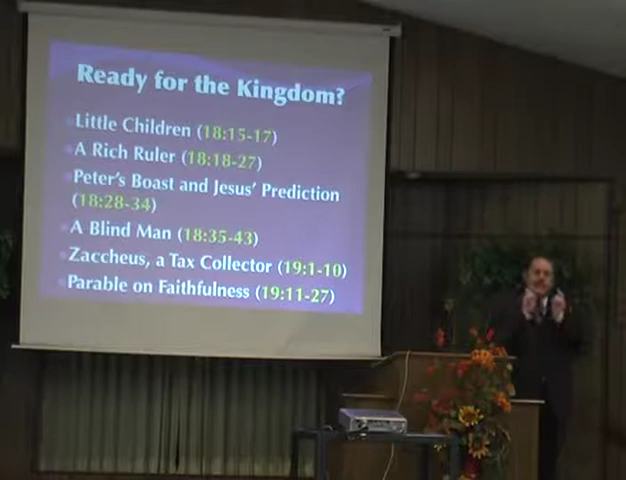 Ready for the Kingdom?
Little Children (18:15-17)
A Rich Ruler (18:18-27)
Peter's Boast and Jesus' Prediction
(18:28-34)
A Blind Man (18:35-43)
Zaccheus, a Tax Collector (19:1-10)
Parable on Faithfulness (19:11-27)